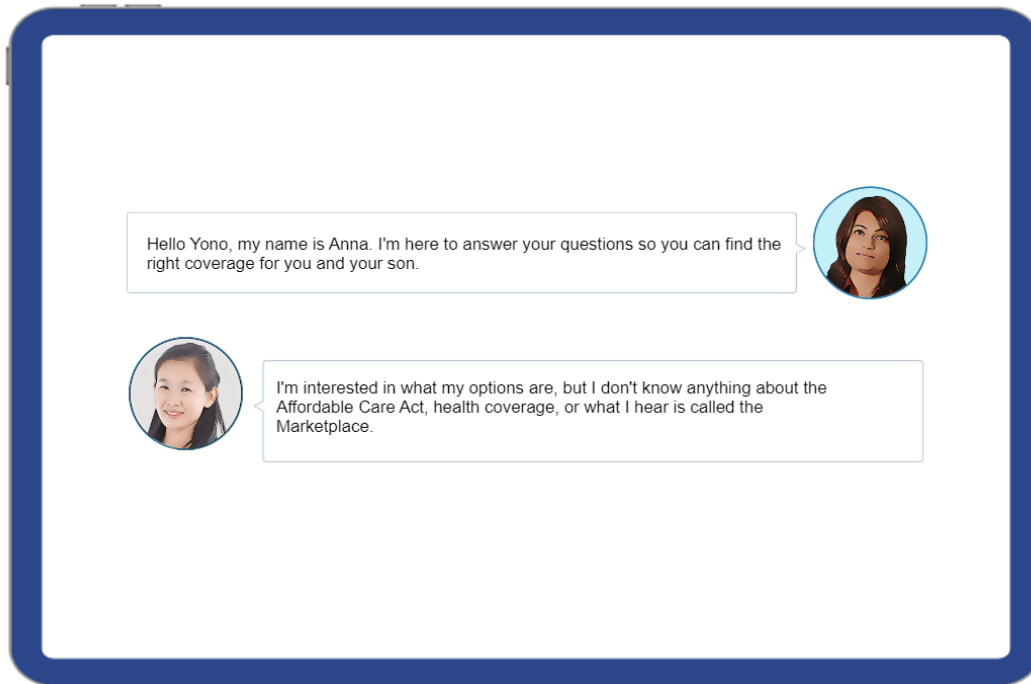 Hello Yono, my name is Anna. I'm here to answer your questions so you can find the
right coverage for you and your son.
I'm interested in what my options are, but I don't know anything about the
Affordable Care Act, health coverage, or what I hear is called the
Marketplace.